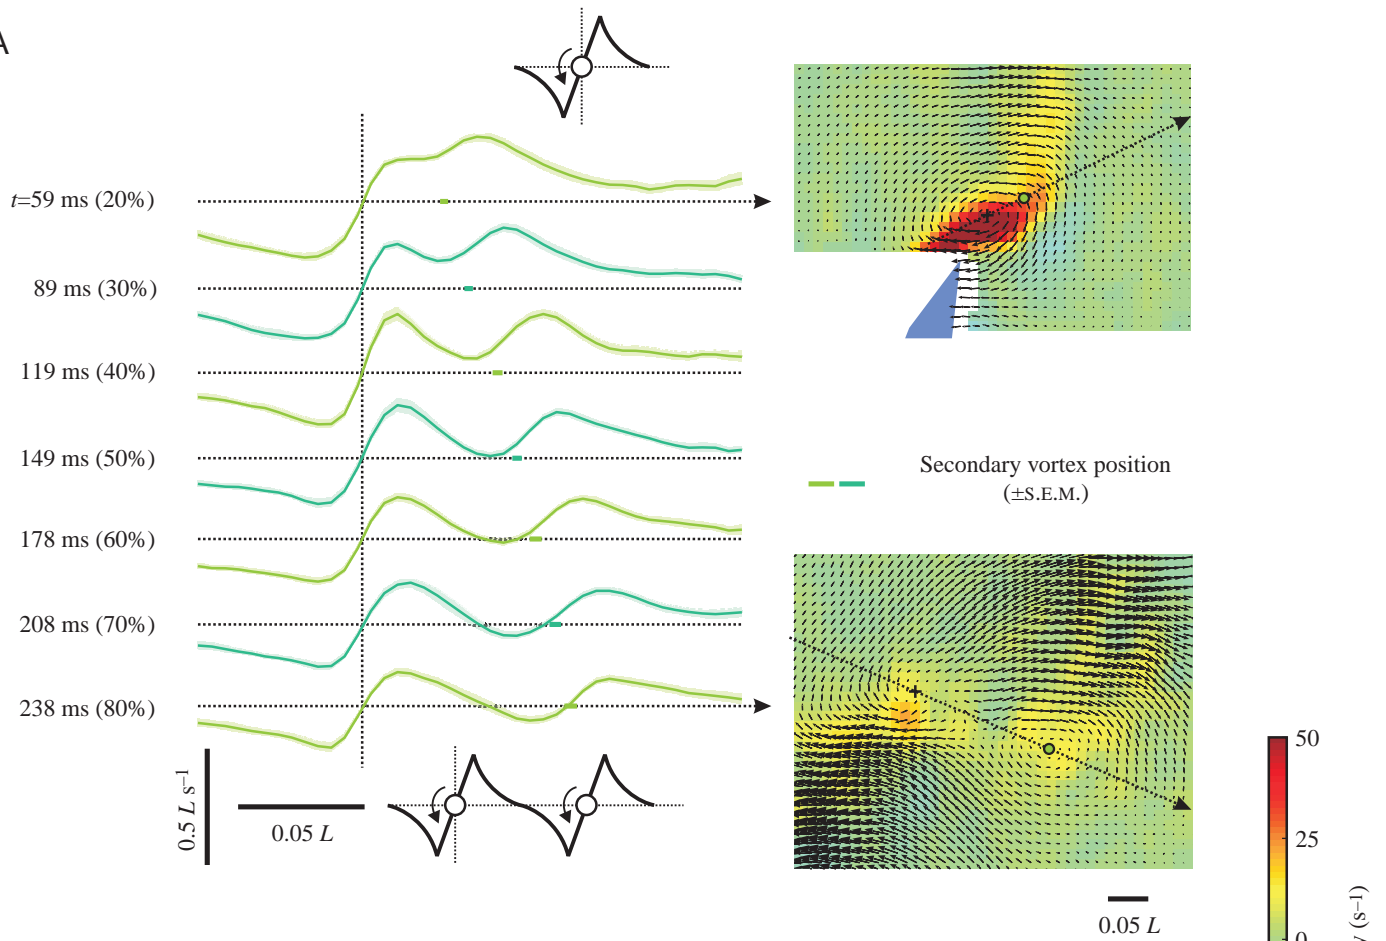 A
t=59 ms (20%)
89 ms (30%)
119 ms (40%)
149 ms (50%)
178 ms (60%)
208 ms (70%)
238 ms (80%)
0.5 L s−1
0.05 L
Secondary vortex position
(±S.E.M.)
0.05 L
50
25
0
y (s−1)